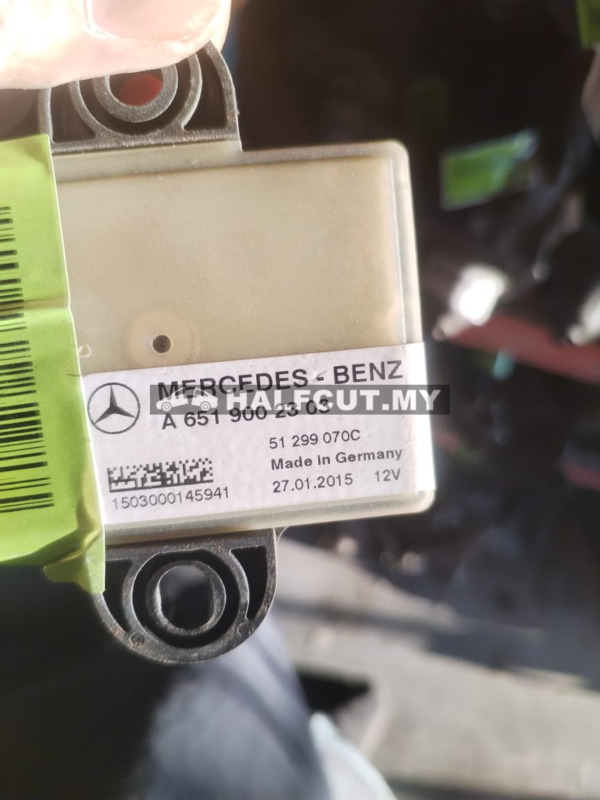 MERCEDES - BENZ
HALFCUT.MY
A 651 900 23 03
51 299 070C
Made in Germany
1503000145941
27.01.2015 12V